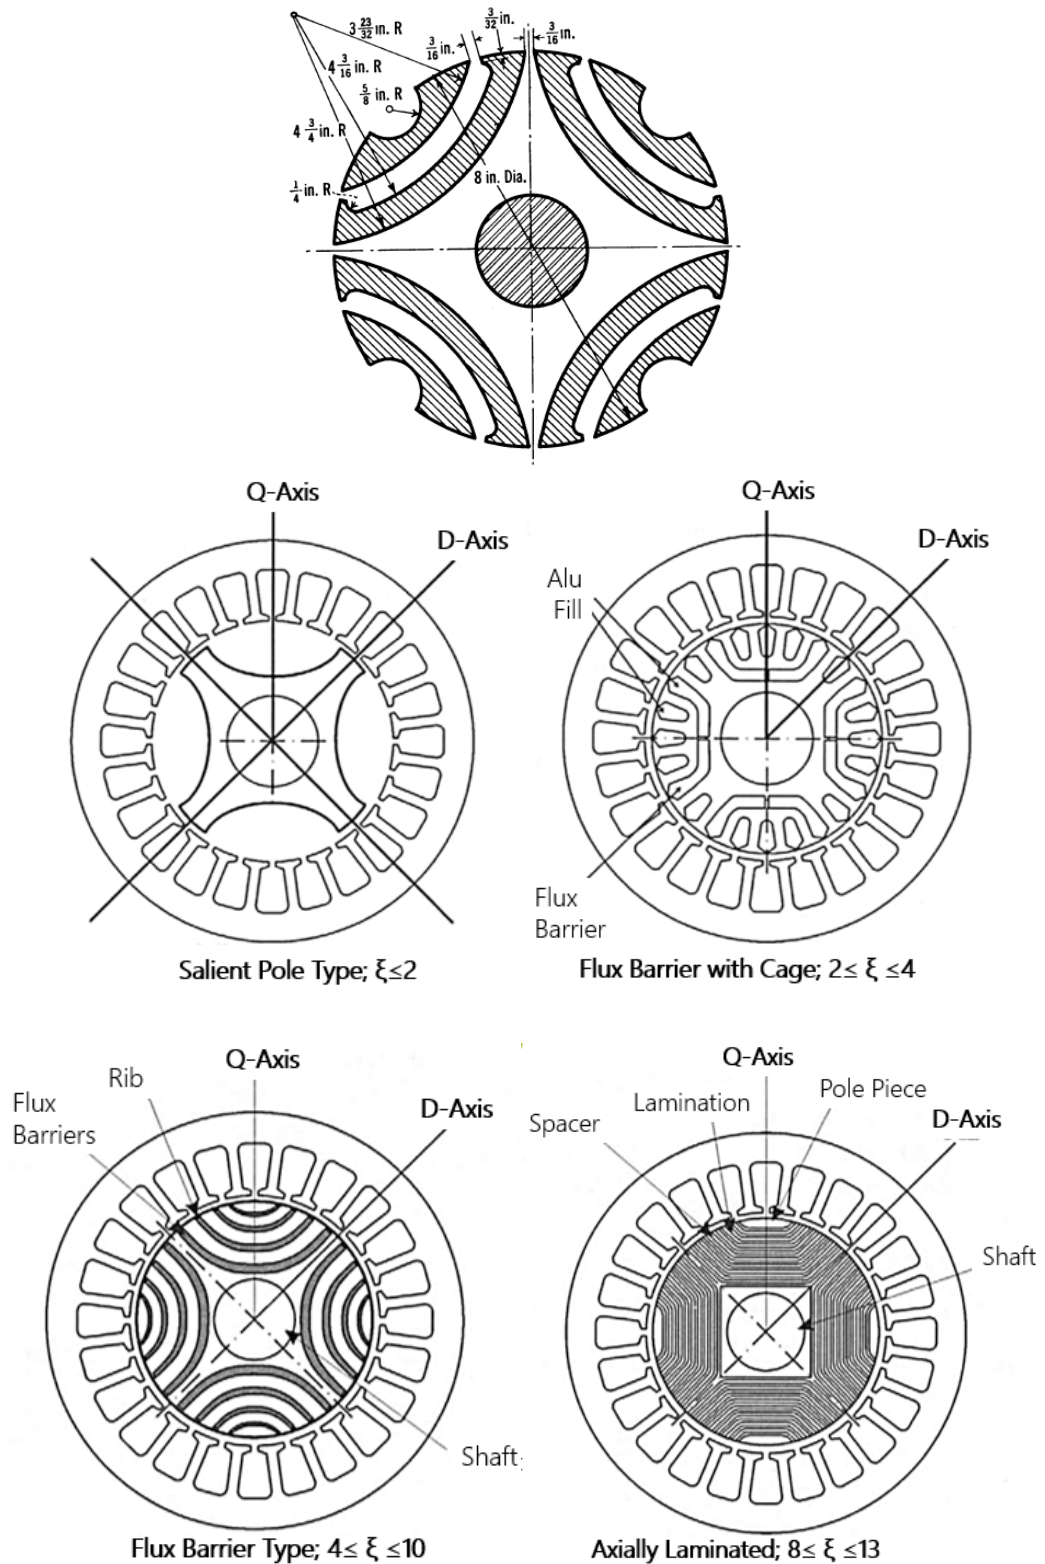 3 23/32 in. R
3/32 in.
3/16 in.
3/16 in.
4 3/16 in. R
5/8 in. R
4 3/4 in. R
1/4 in. R
8 in. Dia.
Q-Axis
D-Axis
Salient Pole Type; ξ≤2
Q-Axis
D-Axis
Alu
Fill
Flux
Barrier
Flux Barrier with Cage; 2≤ ξ ≤4
Q-Axis
Rib
D-Axis
Flux
Barriers
Shaft
Flux Barrier Type; 4≤ ξ ≤10
Q-Axis
Pole Piece
Lamination
D-Axis
Spacer
Shaft
Axially Laminated; 8≤ ξ ≤13